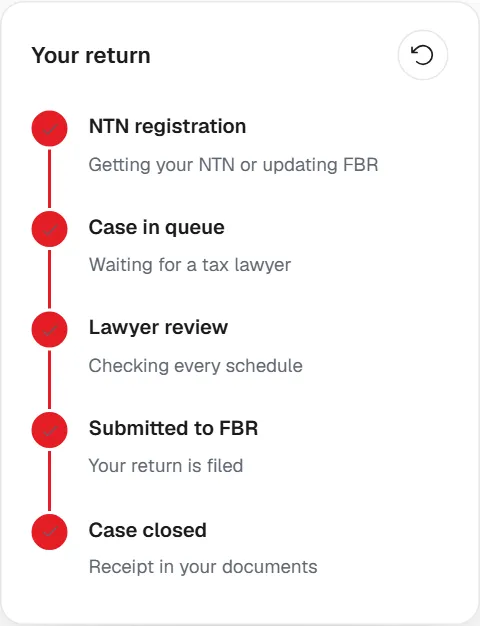 Your return
NTN registration
Getting your NTN or updating FBR
Case in queue
Waiting for a tax lawyer
Lawyer review
Checking every schedule
Submitted to FBR
Your return is filed
Case closed
Receipt in your documents